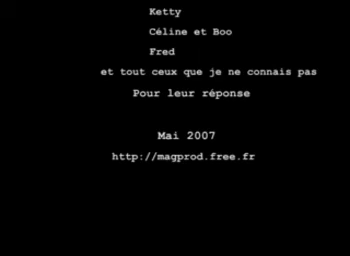 Ketty
Céline et Boo
Fred
et tout ceux que je ne connais pas
Pour leur réponse
Mai 2007
http://magprod.free.fr